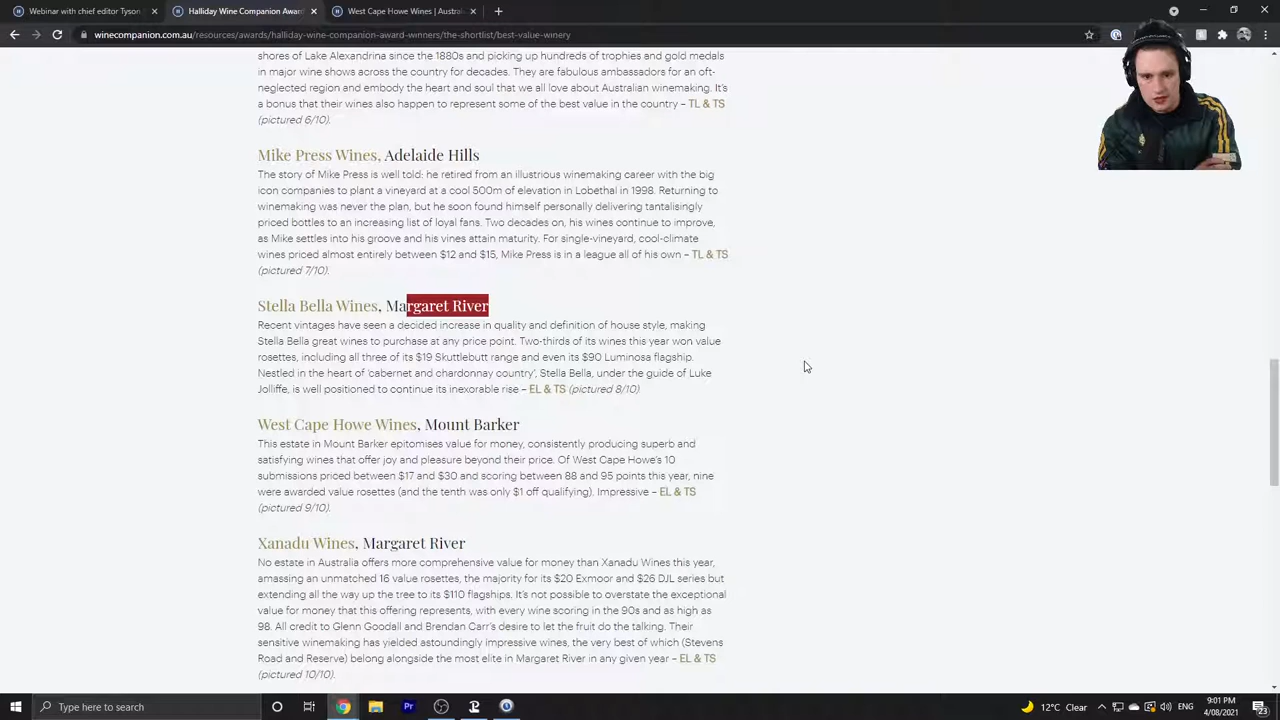 Webinar with chief editor Tyson
Halliday Wine Companion Awar
West Cape Howe Wines | Austral
winecompanion.com.au/resources/awards/halliday-wine-companion-award-winners/the-shortlist/best-value-winery
shores of Lake Alexandrina since the 1880s and picking up hundreds of trophies and gold medals
in major wine shows across the country for decades. They are fabulous ambassadors for an oft-
neglected region and embody the heart and soul that we all love about Australian winemaking. It's
a bonus that their wines also happen to represent some of the best value in the country – TL & TS
(pictured 6/10).
Mike Press Wines, Adelaide Hills
The story of Mike Press is well told: he retired from an illustrious winemaking career with the big
icon companies to plant a vineyard at a cool 500m of elevation in Lobethal in 1998. Returning to
winemaking was never the plan, but he soon found himself personally delivering tantalisingly
priced bottles to an increasing list of loyal fans. Two decades on, his wines continue to improve,
as Mike settles into his groove and his vines attain maturity. For single-vineyard, cool-climate
wines priced almost entirely between $12 and $15, Mike Press is in a league all of his own – TL & TS
(pictured 7/10).
Stella Bella Wines, Margaret River
Recent vintages have seen a decided increase in quality and definition of house style, making
Stella Bella great wines to purchase at any price point. Two-thirds of its wines this year won value
rosettes, including all three of its $19 Skuttlebutt range and even its $90 Luminosa flagship.
Nestled in the heart of 'cabernet and chardonnay country', Stella Bella, under the guide of Luke
Jolliffe, is well positioned to continue its inexorable rise – EL & TS (pictured 8/10)
West Cape Howe Wines, Mount Barker
This estate in Mount Barker epitomises value for money, consistently producing superb and
satisfying wines that offer joy and pleasure beyond their price. Of West Cape Howe's 10
submissions priced between $17 and $30 and scoring between 88 and 95 points this year, nine
were awarded value rosettes (and the tenth was only $1 off qualifying). Impressive – EL & TS
(pictured 9/10).
Xanadu Wines, Margaret River
No estate in Australia offers more comprehensive value for money than Xanadu Wines this year,
amassing an unmatched 16 value rosettes, the majority for its $20 Exmoor and $26 DJL series but
extending all the way up the tree to its $110 flagships. It's not possible to overstate the exceptional
value for money that this offering represents, with every wine scoring in the 90s and as high as
98. All credit to Glenn Goodall and Brendan Carr's desire to let the fruit do the talking. Their
sensitive winemaking has yielded astoundingly impressive wines, the very best of which (Stevens
Road and Reserve) belong alongside the most elite in Margaret River in any given year – EL & TS
(pictured 10/10).
Type here to search
12°C Clear
9:01 PM
4/08/2021
23